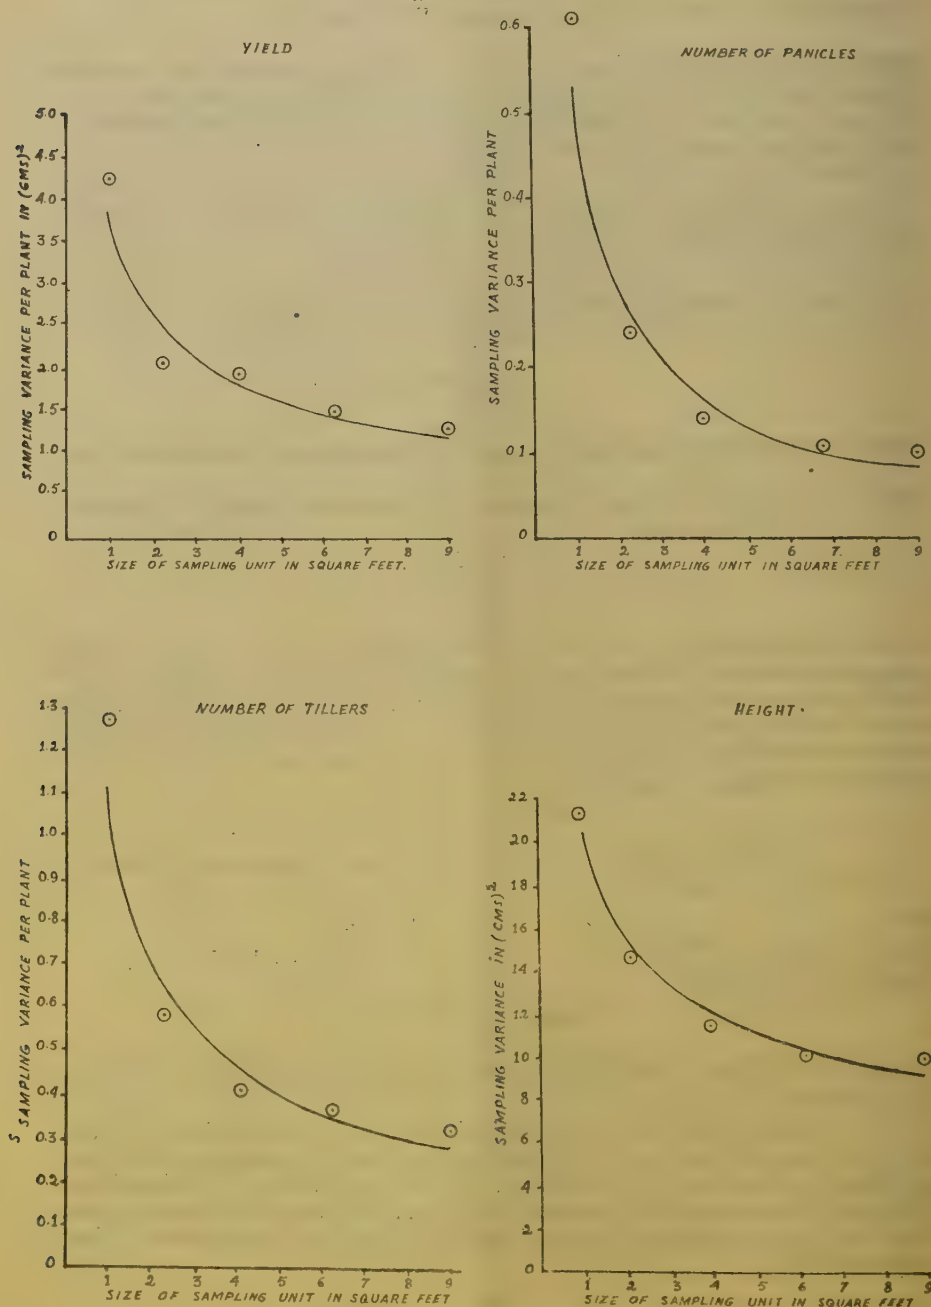 YIELD
SAMPLING VARIANCE PER PLANT IN (GMS)²
5.0
4.5
4.0
3.5
3.0
2.5
2.0
1.5
1.0
0.5
0
1 2 3 4 5 6 7 8 9
SIZE OF SAMPLING UNIT IN SQUARE FEET.
NUMBER OF PANICLES
SAMPLING VARIANCE PER PLANT
0.6
0.5
0.4
0.3
0.2
0.1
0
1 2 3 4 5 6 7. 8 9
SIZE OF SAMPLING UNIT IN SQUARE FEET
NUMBER OF TILLERS
S SAMPLING VARIANCE PER PLANT
1.3
1.2
1.1
1.0
0.9
0.8
0.7
0.6
0.5
0.4
0.3
0.2
0.1
0
1 2 3 4 5 6 7 8 9
SIZE OF SAMPLING UNIT IN SQUARE FEET
HEIGHT.
SAMPLING VARIANCE IN (CMS)²
22
20
18
16
14
12
10
8
6
4
2
0
1 2 3 4 5 6 7 8 9
SIZE OF SAMPLING UNIT IN SQUARE FEET